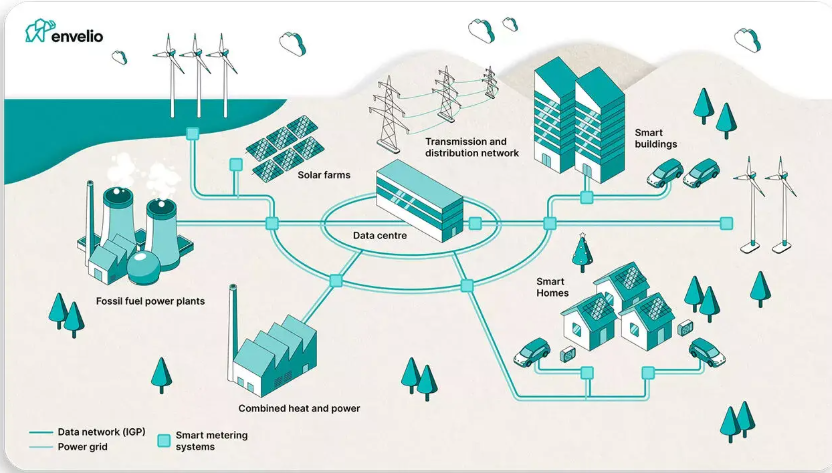 envelio
Transmission and
distribution network
Smart
buildings
Solar farms
Data centre
Fossil fuel power plants
Smart
Homes
Combined heat and power
Data network (IGP)
Power grid
Smart metering
systems